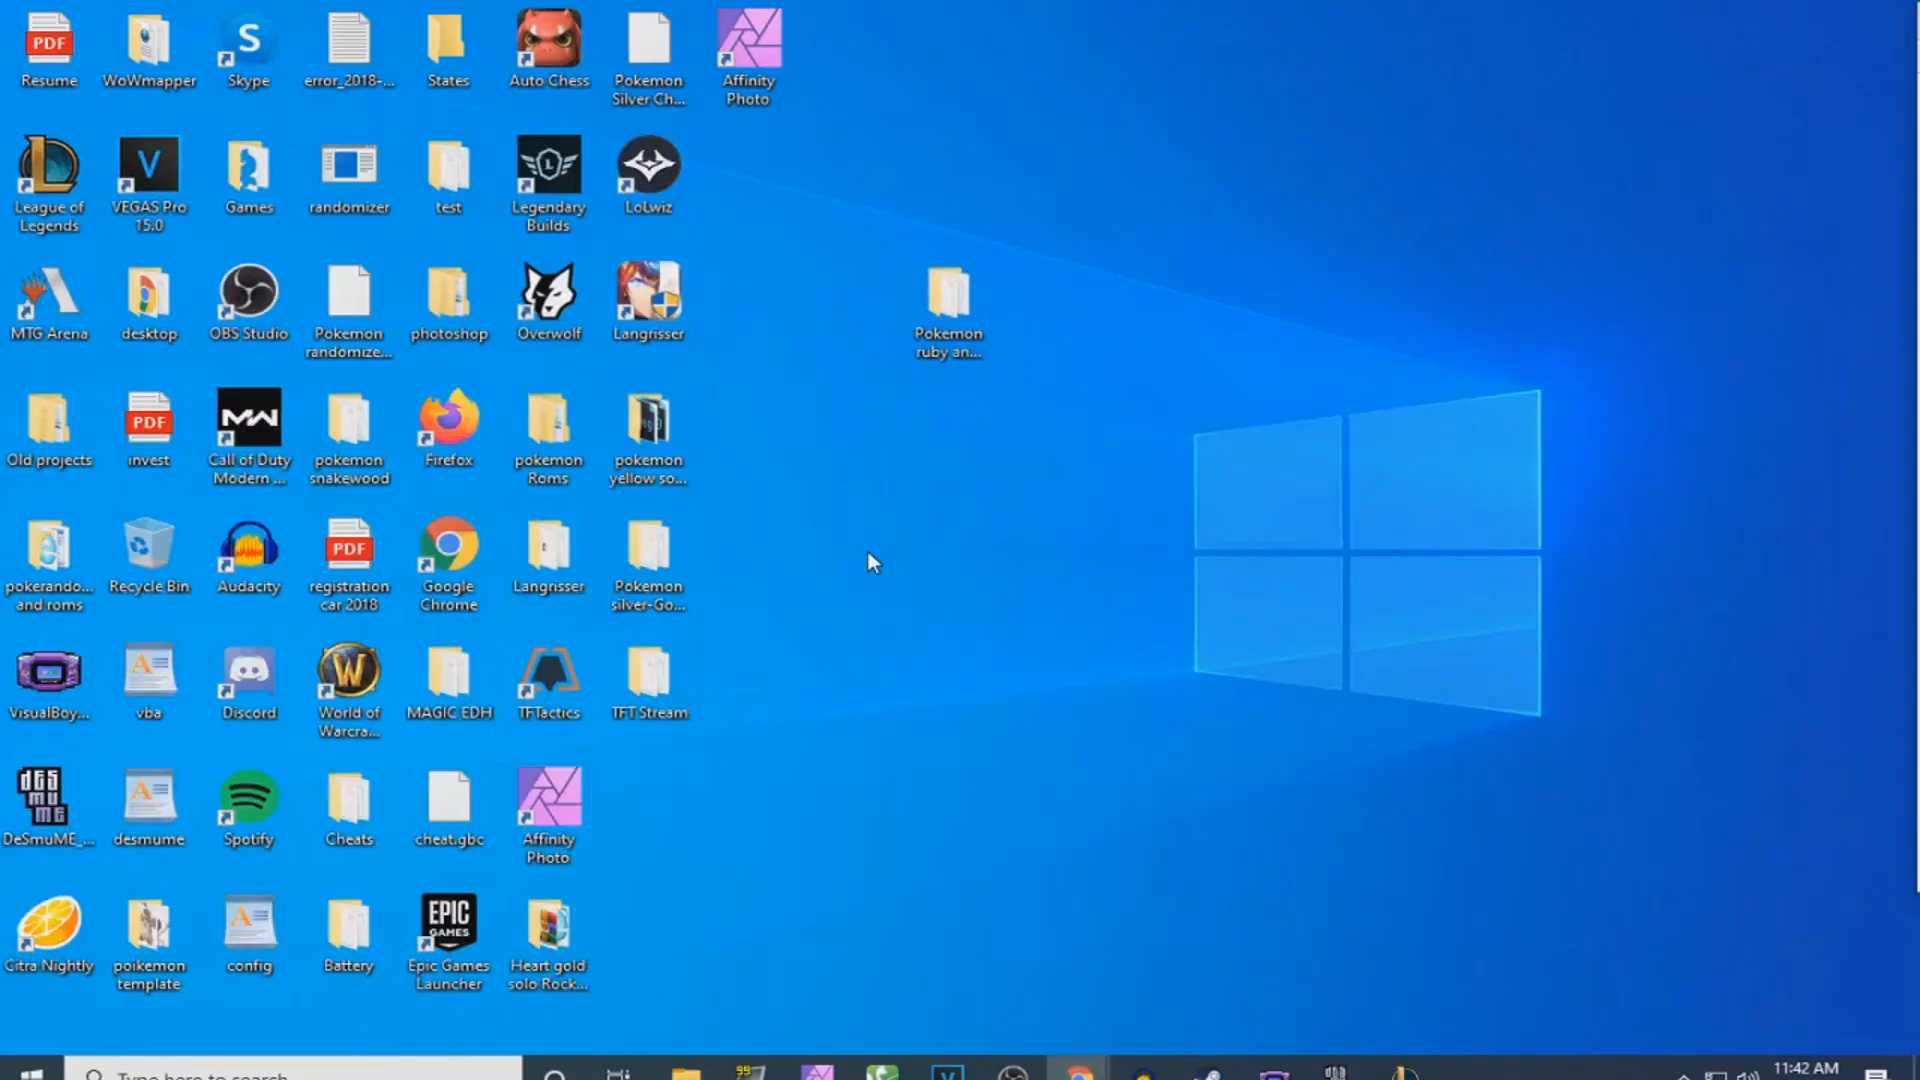 PDF
Resume
WoWmapper
S
Skype
error_2018-...
States
Auto Chess
Pokemon
Silver Ch...
Affinity
Photo
League of
Legends
V
VEGAS Pro
15.0
Games
randomizer
test
L
Legendary
Builds
LoLwiz
MTG Arena
desktop
OBS Studio
Pokemon
randomize...
photoshop
Overwolf
Langrisser
Pokemon
ruby an...
Old projects
PDF
invest
MW
Call of Duty
Modern ...
pokemon
snakewood
Firefox
pokemon
Roms
pokemon
yellow so...
pokerando...
and roms
Recycle Bin
Audacity
PDF
registration
car 2018
Google
Chrome
Langrisser
Pokemon
silver-Go...
VisualBoy...
A
vba
Discord
W
World of
Warcra...
MAGIC EDH
TFTactics
TFT Stream
DESMUME
DeSmuME_...
A
desmume
Spotify
Cheats
cheat.gbc
Affinity
Photo
Citra Nightly
poikemon
template
A
config
Battery
EPIC
GAMES
Epic Games
Launcher
Heart gold
solo Rock...
Type here to search
99
V
11:42 AM